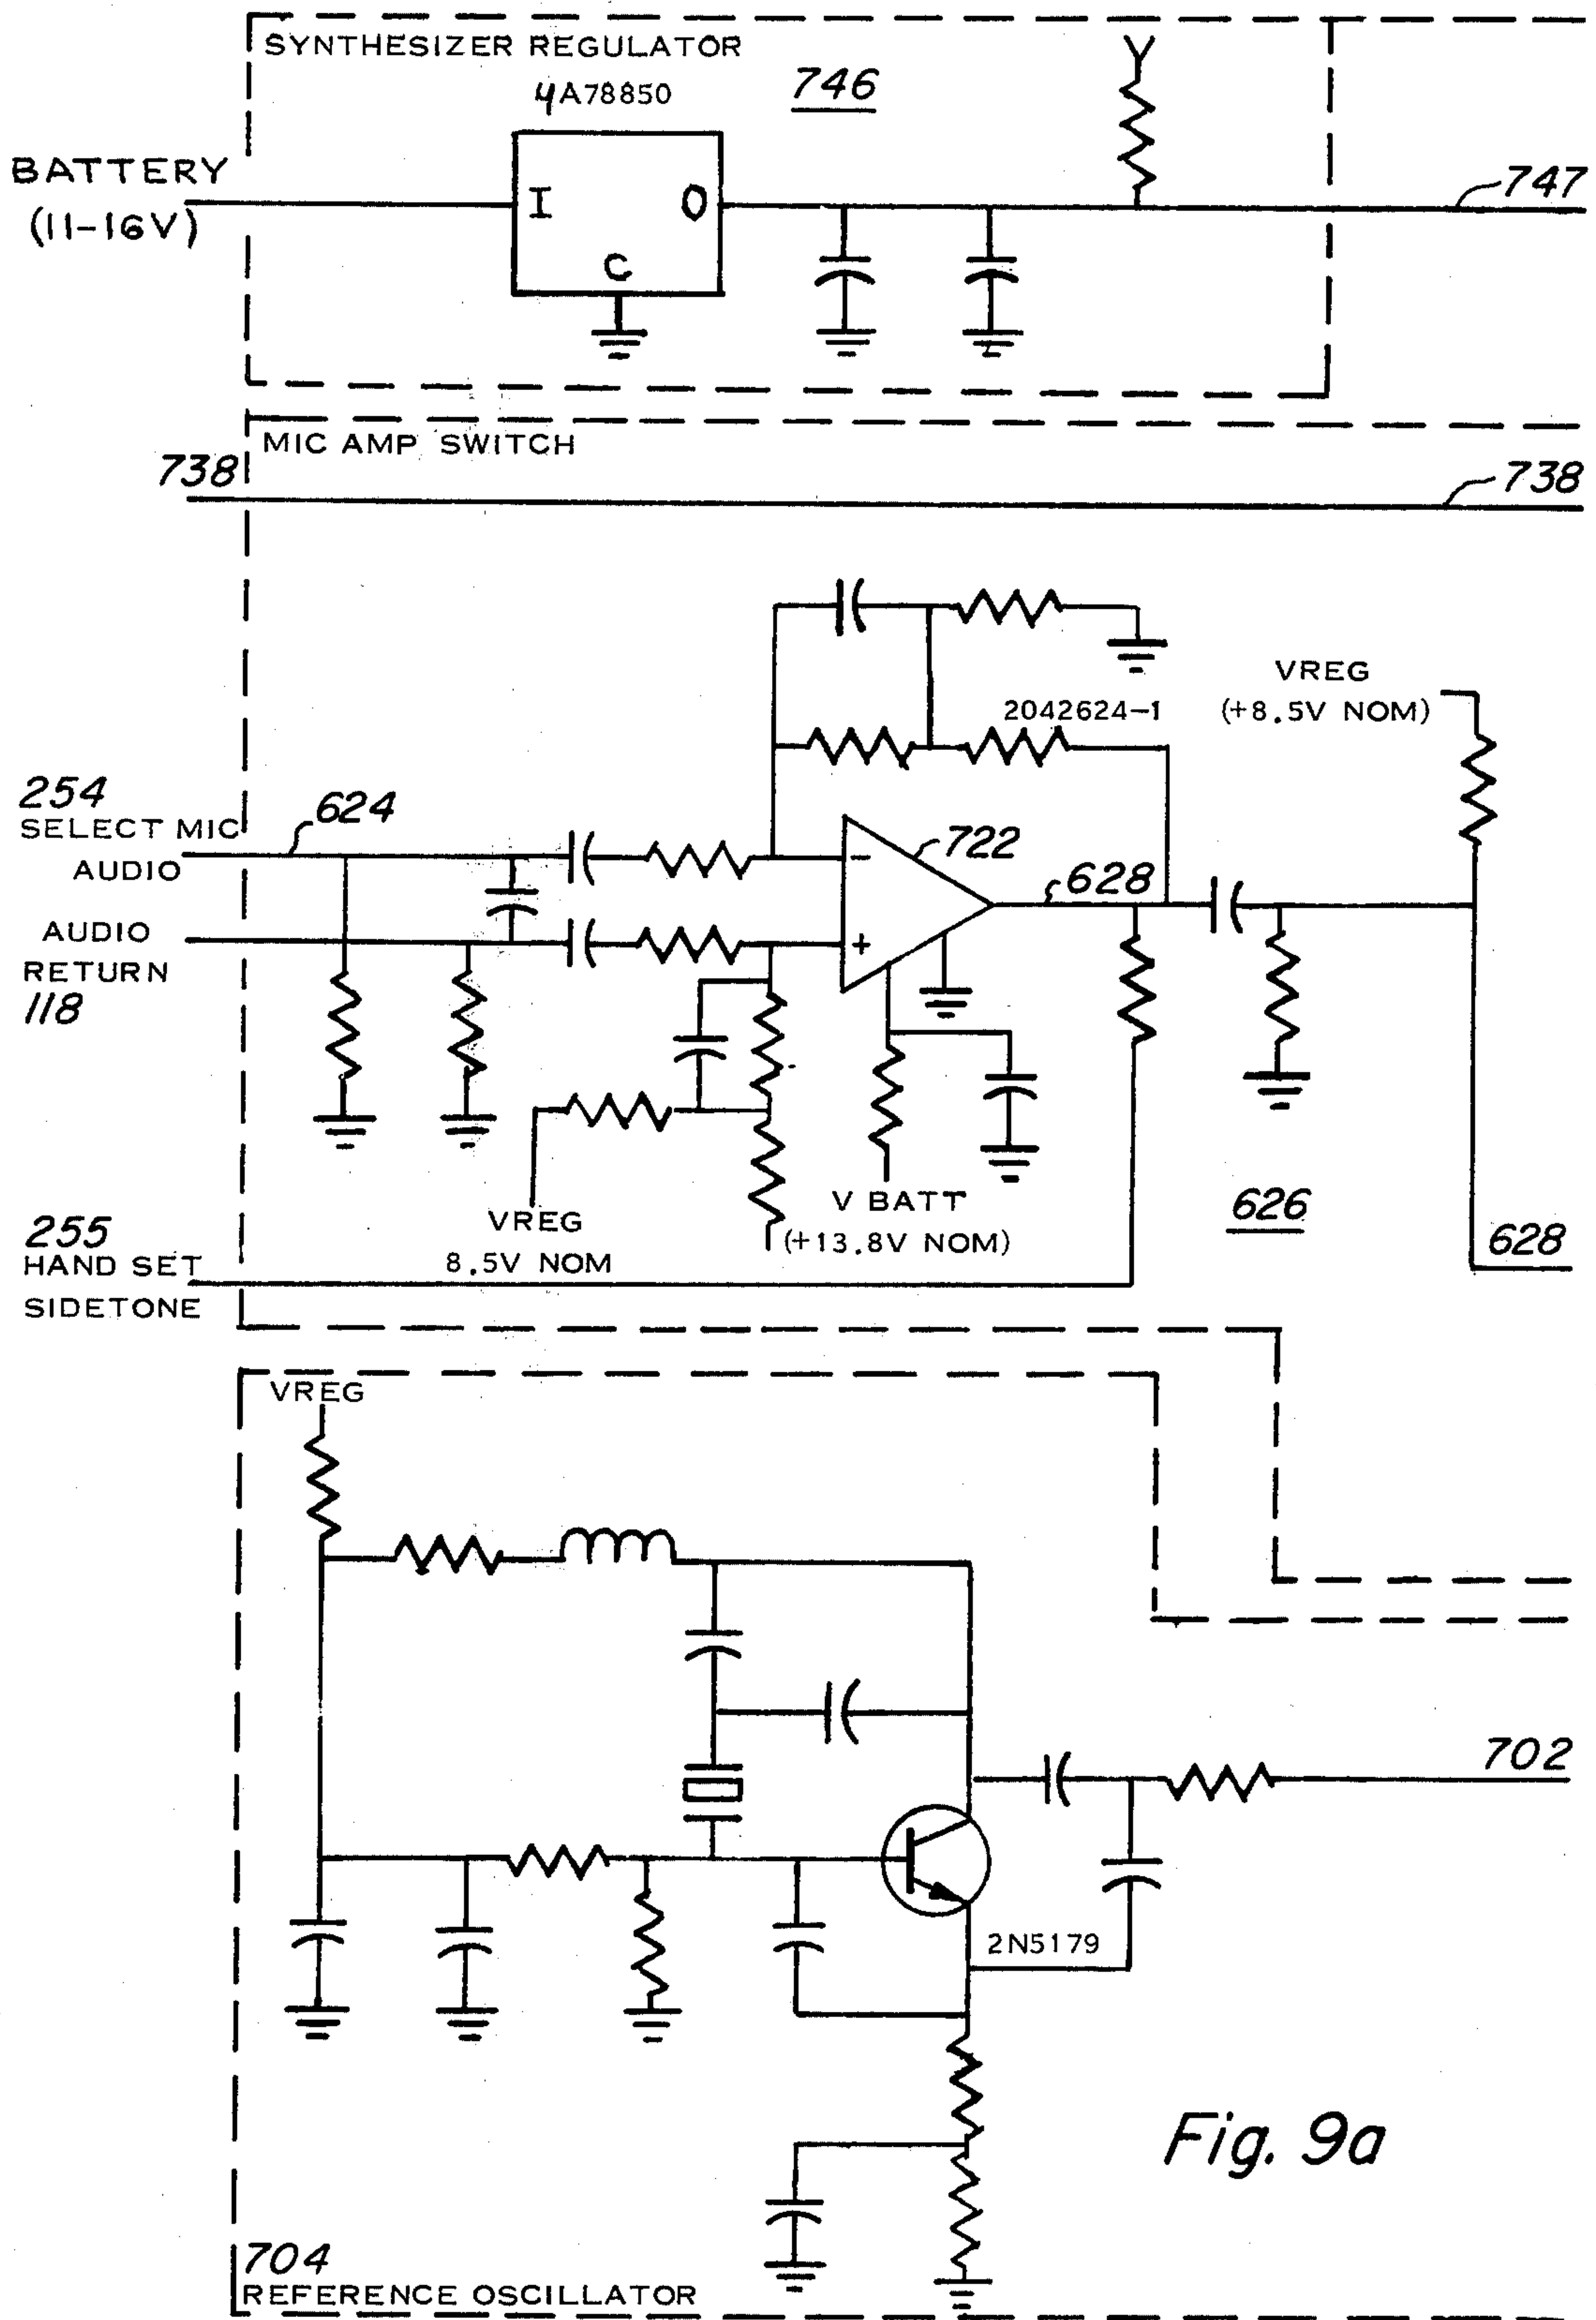 SYNTHESIZER REGULATOR
4A78850
746
Y
BATTERY
(11-16V)
I
O
C
747
MIC AMP SWITCH
738
738
VREG
(+8.5V NOM)
2042624-1
254
SELECT MIC
AUDIO
624
-
722
628
AUDIO
RETURN
118
+
V BATT
(+13.8V NOM)
VREG
8.5V NOM
626
628
255
HAND SET
SIDETONE
VREG
702
2N5179
Fig. 9a
704
REFERENCE OSCILLATOR